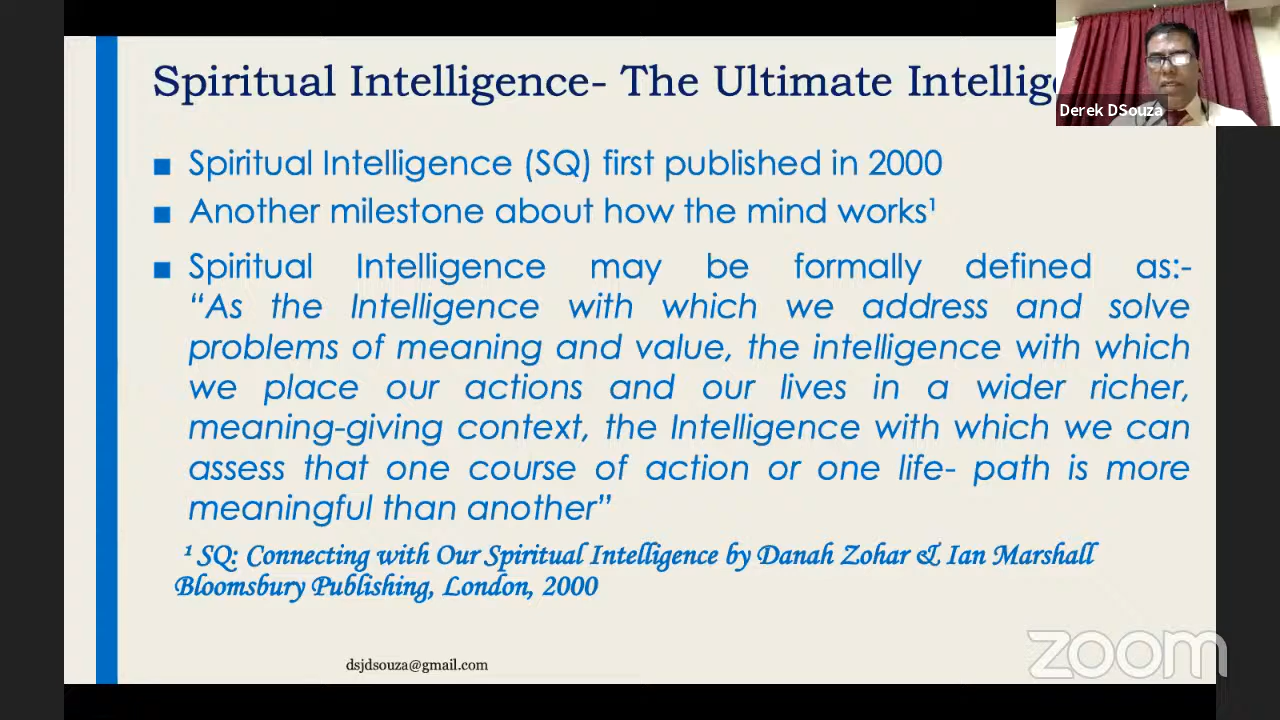 Spiritual Intelligence- The Ultimate Intellige
Derek DSouza
■ Spiritual Intelligence (SQ) first published in 2000
■ Another milestone about how the mind works¹
■ Spiritual Intelligence may be formally defined as:-
“As the Intelligence with which we address and solve
problems of meaning and value, the intelligence with which
we place our actions and our lives in a wider richer,
meaning-giving context, the Intelligence with which we can
assess that one course of action or one life- path is more
meaningful than another”
¹ SQ: Connecting with Our Spiritual Intelligence by Danah Zohar & Ian Marshall
Bloomsbury Publishing, London, 2000
dsjdsouza@gmail.com
zoom